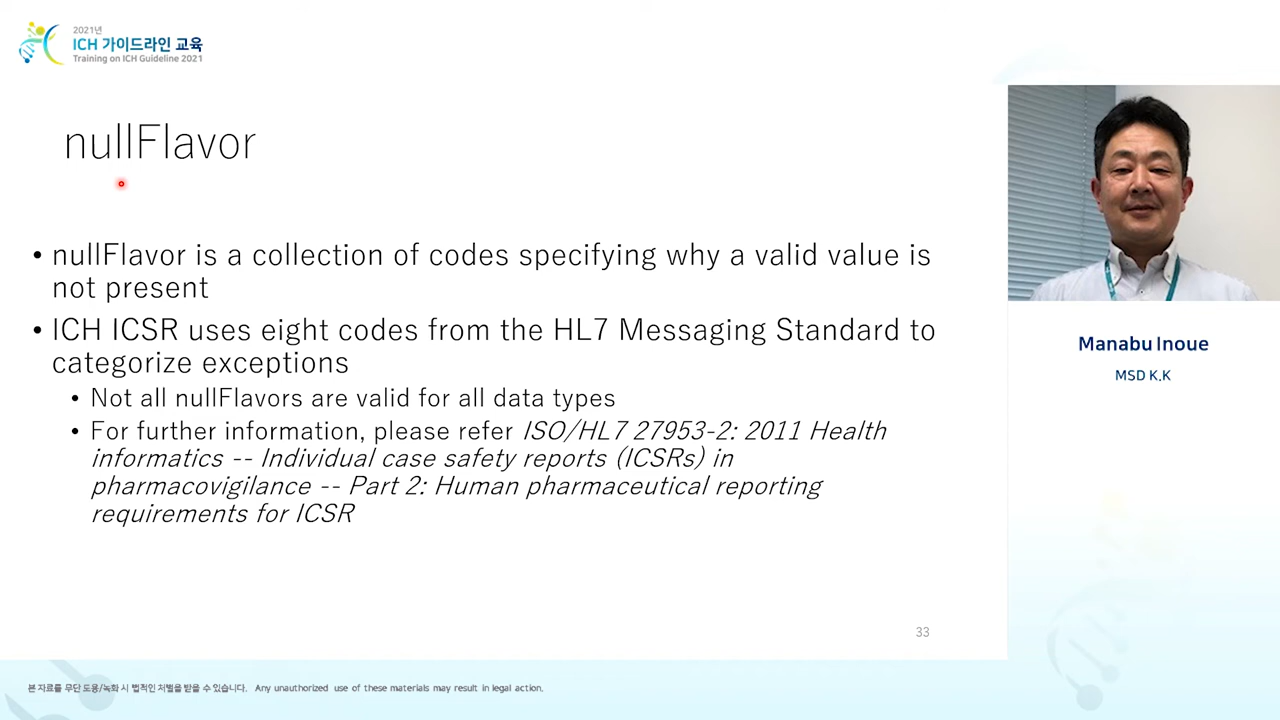 2021년
ICH 가이드라인 교육
Training on ICH Guideline 2021
nullFlavor
• nullFlavor is a collection of codes specifying why a valid value is
not present
• ICH ICSR uses eight codes from the HL7 Messaging Standard to
categorize exceptions
• Not all nullFlavors are valid for all data types
• For further information, please refer ISO/HL7 27953-2: 2011 Health
informatics -- Individual case safety reports (ICSRs) in
pharmacovigilance -- Part 2: Human pharmaceutical reporting
requirements for ICSR
33
Manabu Inoue
MSD K.K
본 자료를 무단 도용/녹화 시 법적인 처벌을 받을 수 있습니다. Any unauthorized use of these materials may result in legal action.